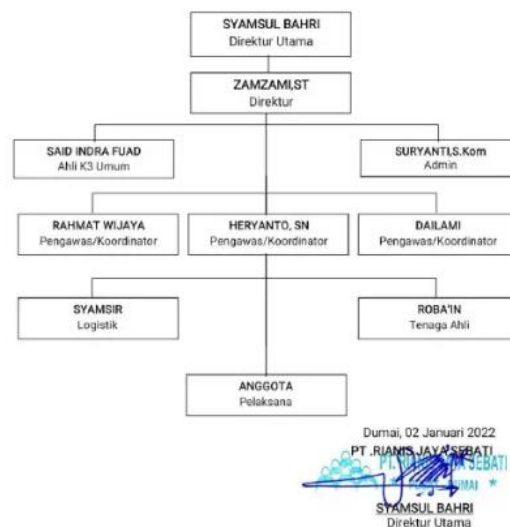 SYAMSUL BAHRI
Direktur Utama
ZAMZAMI,ST
Direktur
SAID INDRA FUAD
Ahli K3 Umum
SURYANTI,S.Kom
Admin
RAHMAT WIJAYA
Pengawas/Koordinator
HERYANTO, SN
Pengawas/Koordinator
DAILAMI
Pengawas/Koordinator
SYAMSIR
Logistik
ROBA'IN
Tenaga Ahli
ANGGOTA
Pelaksana
Dumai, 02 Januari 2022
PT .RIANIS JAYA SEBATI
SEBATI
DUMAI
SYAMSUL BAHRI
Direktur Utama